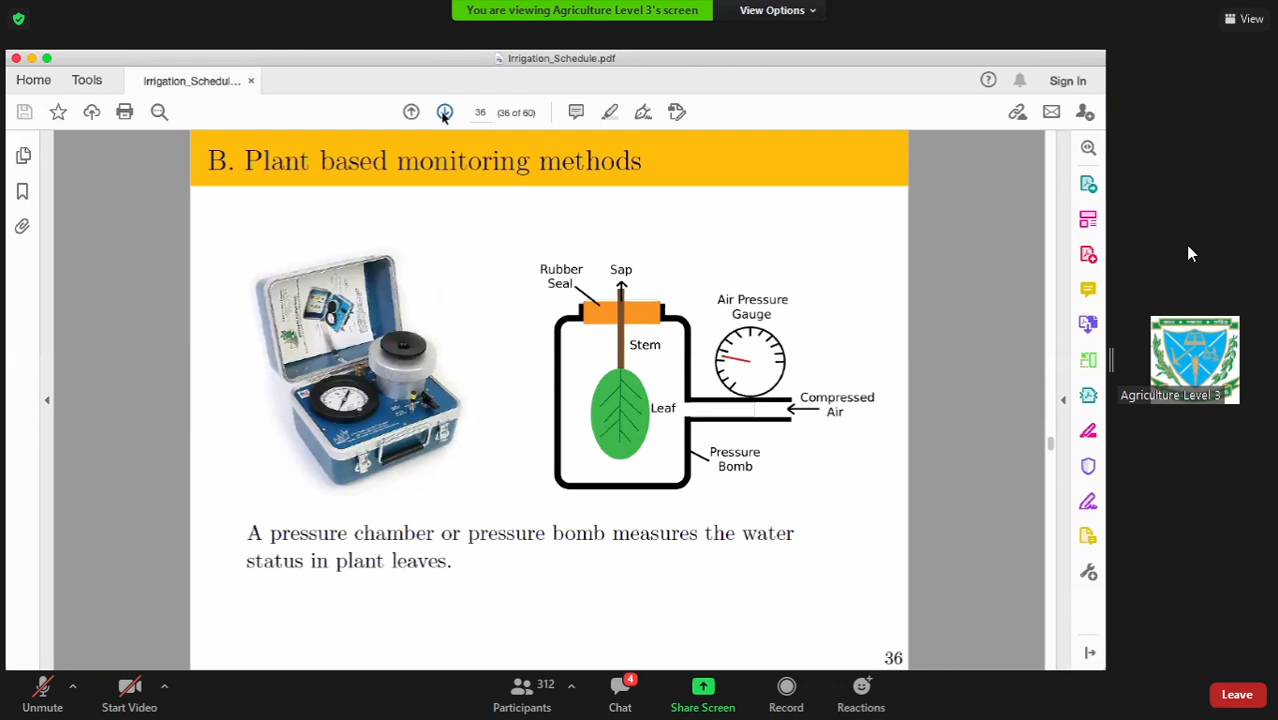 You are viewing Agriculture Level 3's screen
View Options
View
Irrigation_Schedule.pdf
Home
Tools
Irrigation_Schedul... ×
Sign In
36 (36 of 60)
B. Plant based monitoring methods
Rubber
Seal
Sap
Air Pressure
Gauge
Stem
Leaf
Compressed
Air
Pressure
Bomb
A pressure chamber or pressure bomb measures the water
status in plant leaves.
36
Agriculture Level 3
Unmute
Start Video
312
Participants
4
Chat
Share Screen
Record
Reactions
Leave